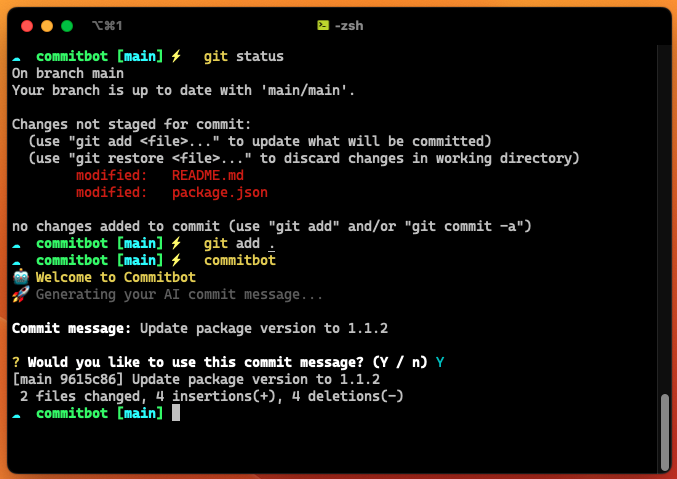 ⌥⌘1 -zsh
commitbot [main] ⚡ git status
On branch main
Your branch is up to date with 'main/main'.
Changes not staged for commit:
(use "git add <file>..." to update what will be committed)
(use "git restore <file>..." to discard changes in working directory)
modified: README.md
modified: package.json
no changes added to commit (use "git add" and/or "git commit -a")
commitbot [main] ⚡ git add .
commitbot [main] ⚡ commitbot
🤖 Welcome to Commitbot
🚀 Generating your AI commit message...
Commit message: Update package version to 1.1.2
? Would you like to use this commit message? (Y / n) Y
[main 9615c86] Update package version to 1.1.2
2 files changed, 4 insertions(+), 4 deletions(-)
commitbot [main]